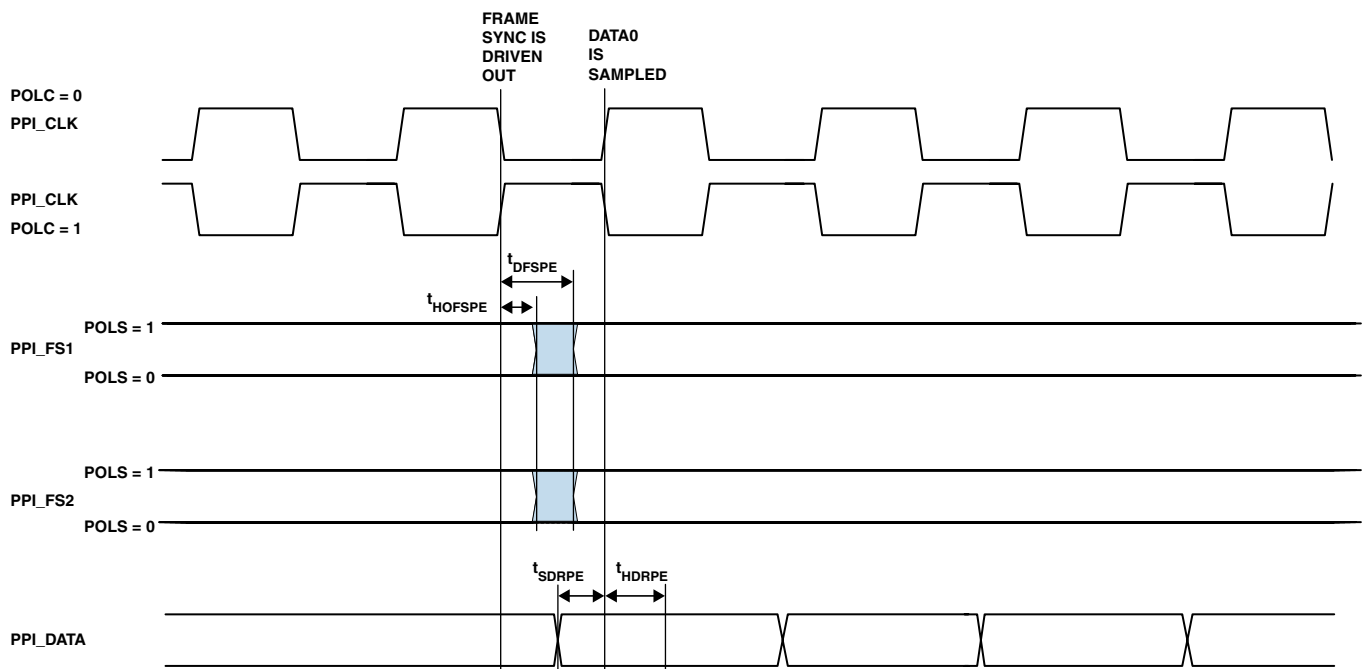 FRAME
SYNC IS
DRIVEN
OUT
DATA0
IS
SAMPLED
POLC = 0
PPI_CLK
PPI_CLK
POLC = 1
tDFSPE
tHOFSPE
POLS = 1
PPI_FS1
POLS = 0
POLS = 1
PPI_FS2
POLS = 0
tSDRPE
tHDRPE
PPI_DATA